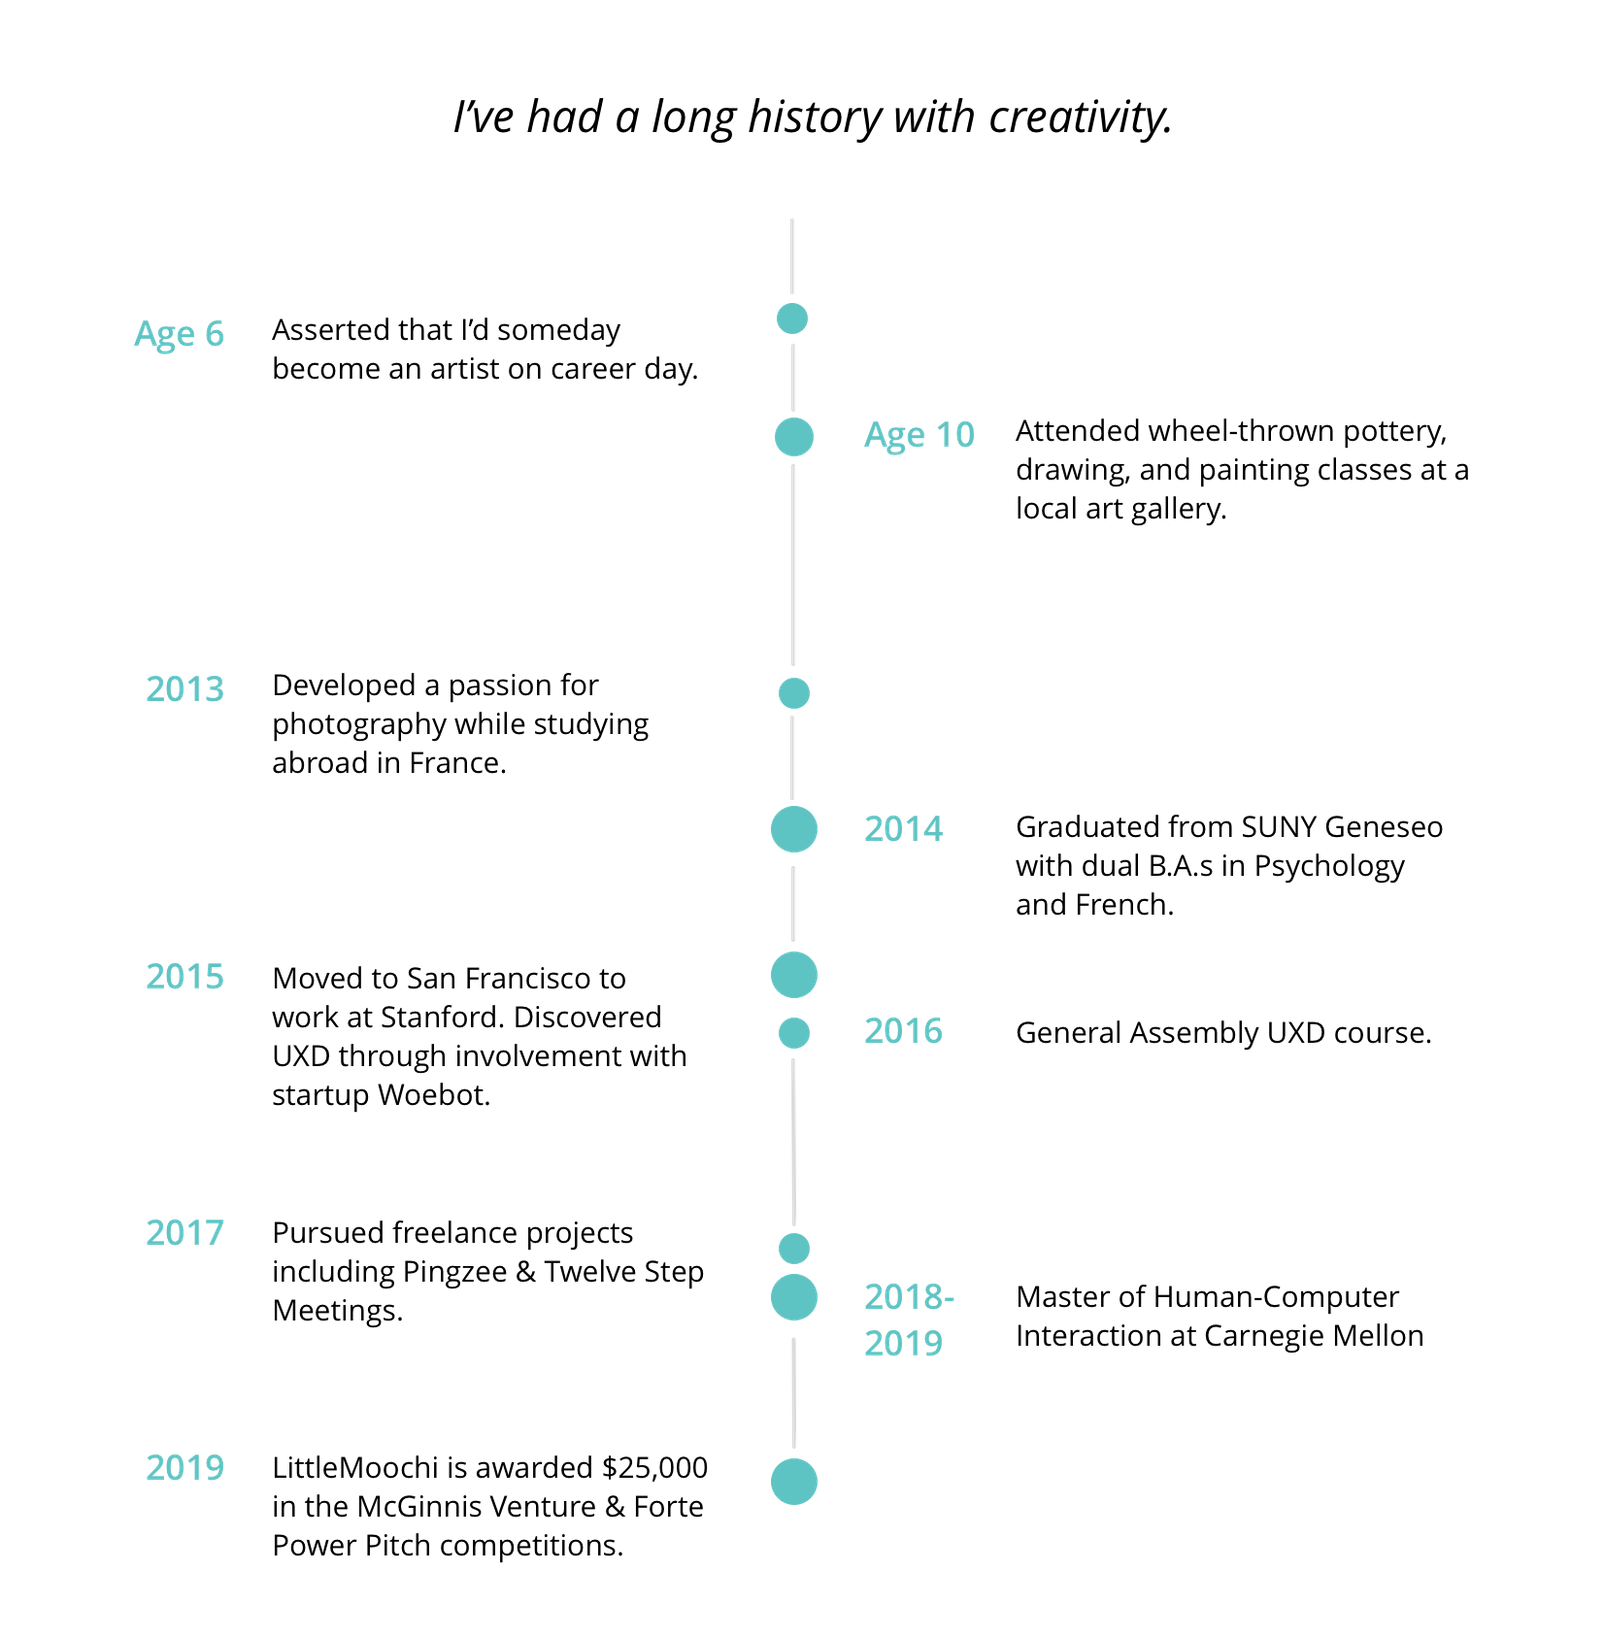 I’ve had a long history with creativity.
Age 6
Asserted that I’d someday
become an artist on career day.
Age 10
Attended wheel-thrown pottery,
drawing, and painting classes at a
local art gallery.
2013
Developed a passion for
photography while studying
abroad in France.
2014
Graduated from SUNY Geneseo
with dual B.A.s in Psychology
and French.
2015
Moved to San Francisco to
work at Stanford. Discovered
UXD through involvement with
startup Woebot.
2016
General Assembly UXD course.
2017
Pursued freelance projects
including Pingzee & Twelve Step
Meetings.
2018-
2019
Master of Human-Computer
Interaction at Carnegie Mellon
2019
LittleMoochi is awarded $25,000
in the McGinnis Venture & Forte
Power Pitch competitions.